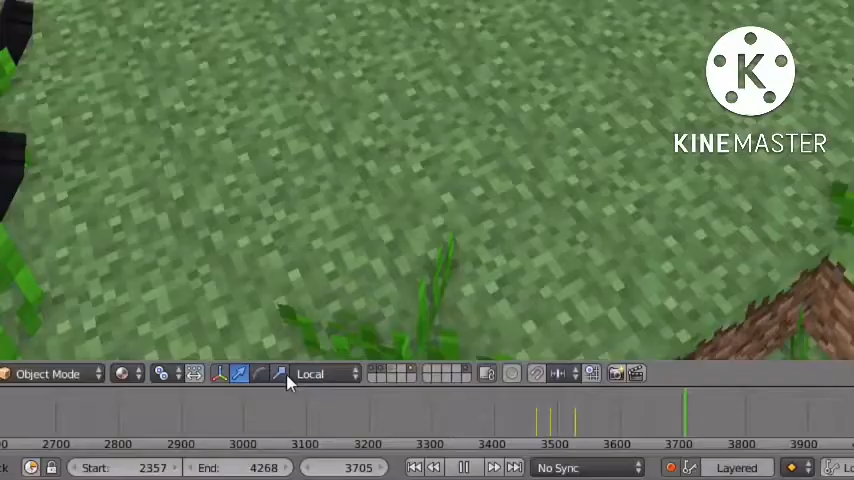 K
KINEMASTER
Object Mode
Local
2700 2800 2900 3000 3100 3200 3300 3400 3500 3600 3700 3800 3900
Start: 2357 End: 4268 3705 No Sync Layered